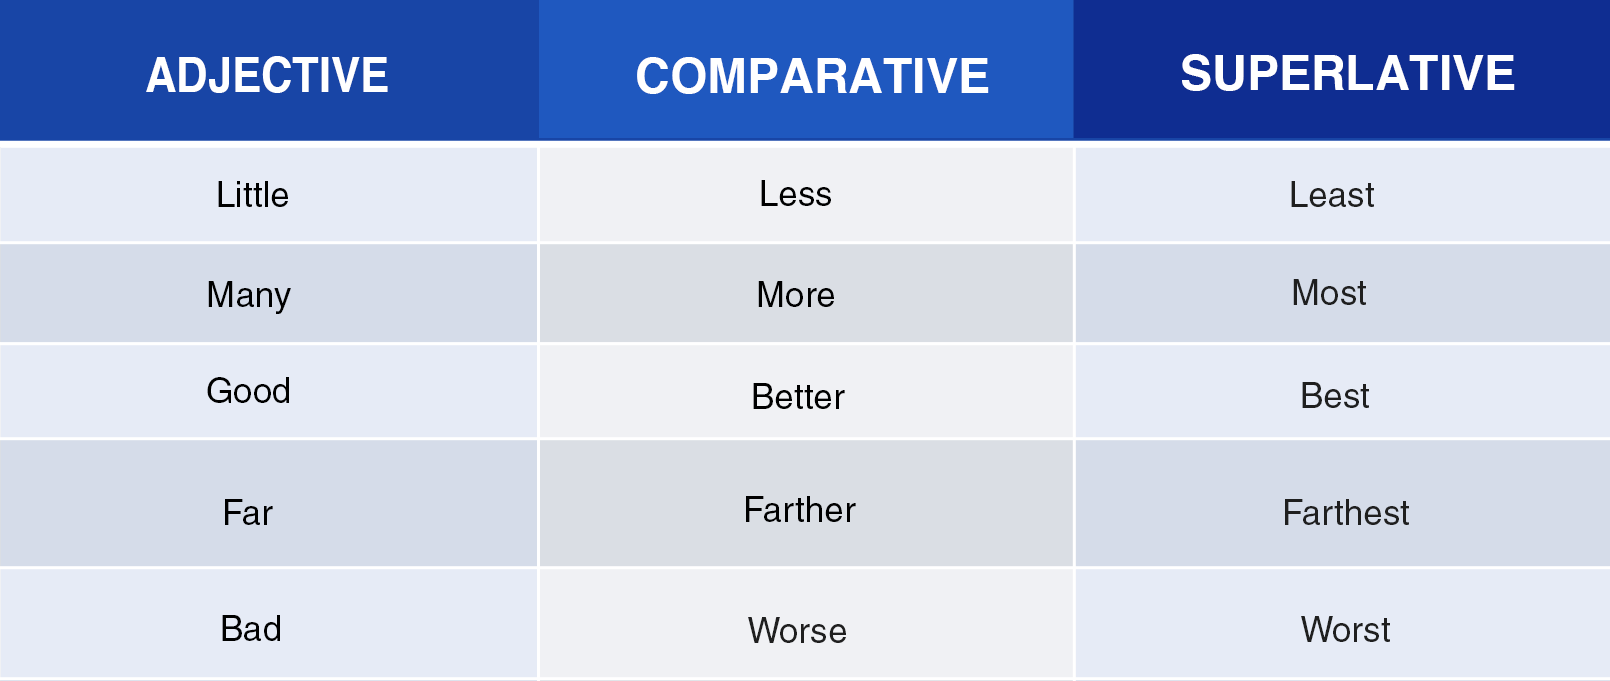 ADJECTIVE COMPARATIVE SUPERLATIVE
Little Less Least
Many More Most
Good Better Best
Far Farther Farthest
Bad Worse Worst